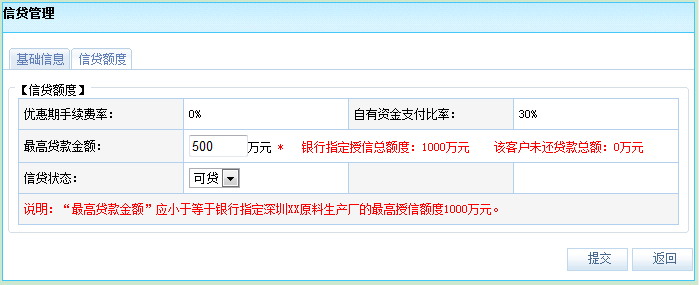 信贷管理
基础信息 信贷额度
【信贷额度】
优惠期手续费率： 0% 自有资金支付比率： 30%
最高贷款金额： 500 万元 * 银行指定授信总额度：1000万元 该客户未还贷款总额：0万元
信贷状态： 可贷
说明：“最高贷款金额”应小于等于银行指定深圳XX原料生产厂的最高授信额度1000万元。
提交 返回